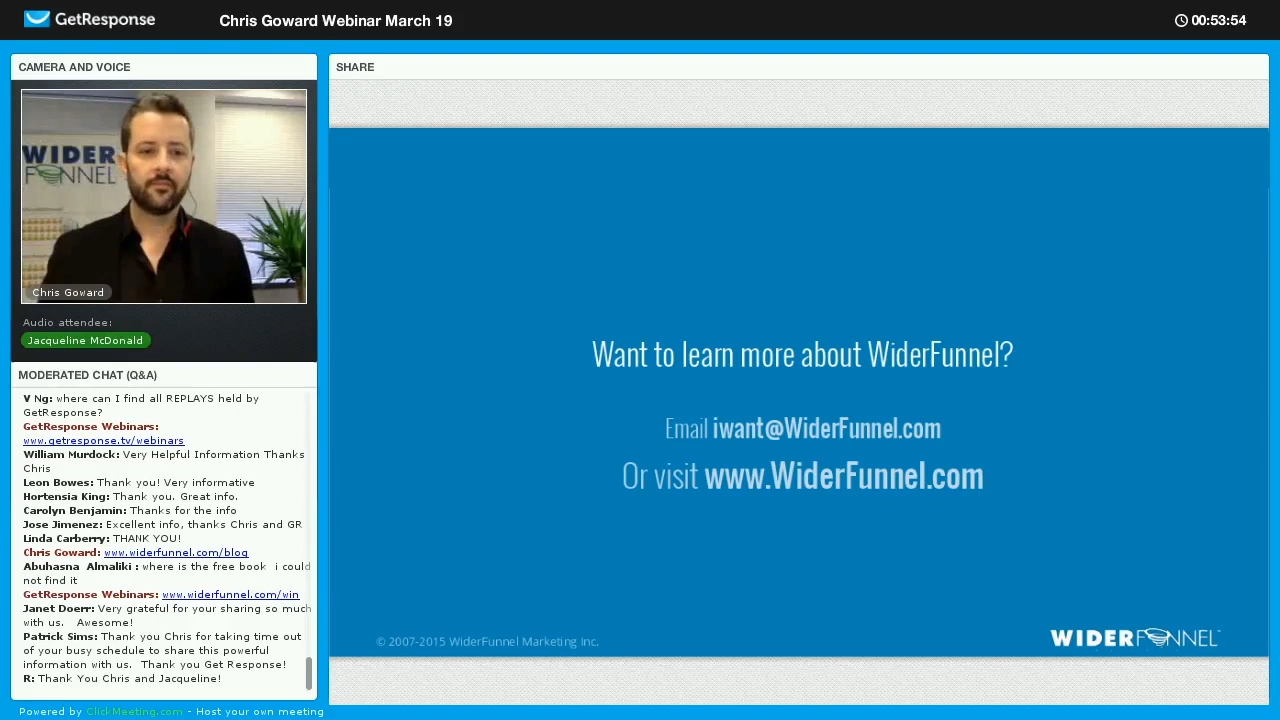 GetResponse
Chris Goward Webinar March 19
00:53:54
CAMERA AND VOICE
WIDER
FUNNEL
Chris Goward
Audio attendee:
Jacqueline McDonald
MODERATED CHAT (Q&A)
V Ng: where can I find all REPLAYS held by
GetResponse?
GetResponse Webinars:
www.getresponse.tv/webinars
William Murdock: Very Helpful Information Thanks
Chris
Leon Bowes: Thank you! Very informative
Hortensia King: Thank you. Great info.
Carolyn Benjamin: Thanks for the info
Jose Jimenez: Excellent info, thanks Chris and GR
Linda Carberry: THANK YOU!
Chris Goward: www.widerfunnel.com/blog
Abuhasna Almaliki : where is the free book i could
not find it
GetResponse Webinars: www.widerfunnel.com/win
Janet Doerr: Very grateful for your sharing so much
with us. Awesome!
Patrick Sims: Thank you Chris for taking time out
of your busy schedule to share this powerful
information with us. Thank you Get Response!
R: Thank You Chris and Jacqueline!
Powered by ClickMeeting.com - Host your own meeting
SHARE
Want to learn more about WiderFunnel?
Email iwant@WiderFunnel.com
Or visit www.WiderFunnel.com
© 2007-2015 WiderFunnel Marketing Inc.
WIDERFUNNEL